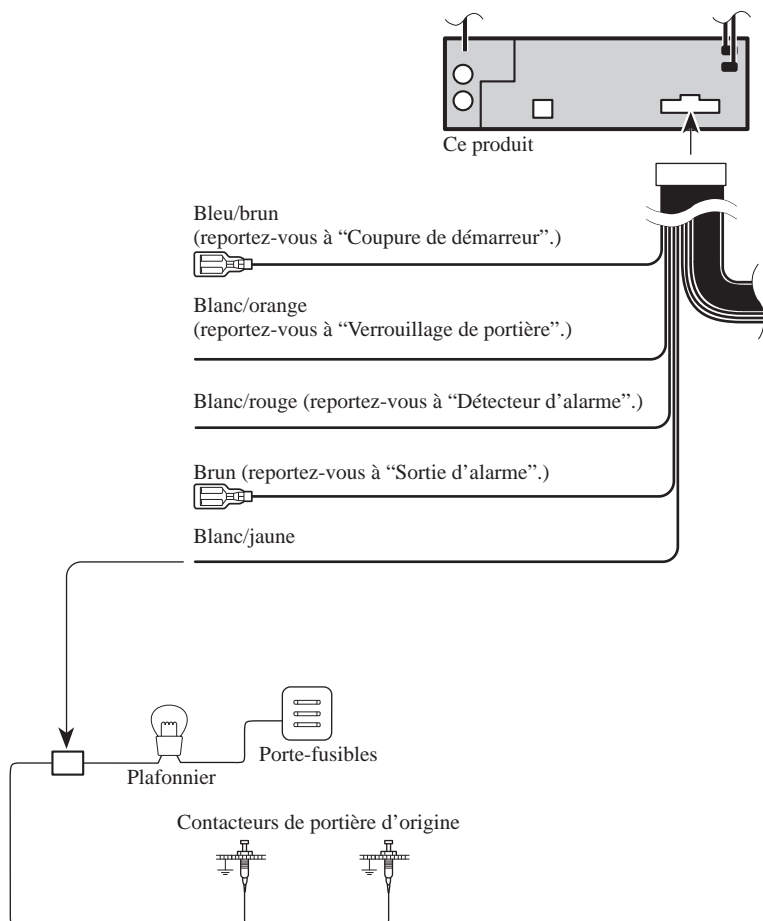 Ce produit
Bleu/brun
(reportez-vous à “Coupure de démarreur”.)
Blanc/orange
(reportez-vous à “Verrouillage de portière”.)
Blanc/rouge (reportez-vous à “Détecteur d’alarme”.)
Brun (reportez-vous à “Sortie d’alarme”.)
Blanc/jaune
Porte-fusibles
Plafonnier
Contacteurs de portière d’origine